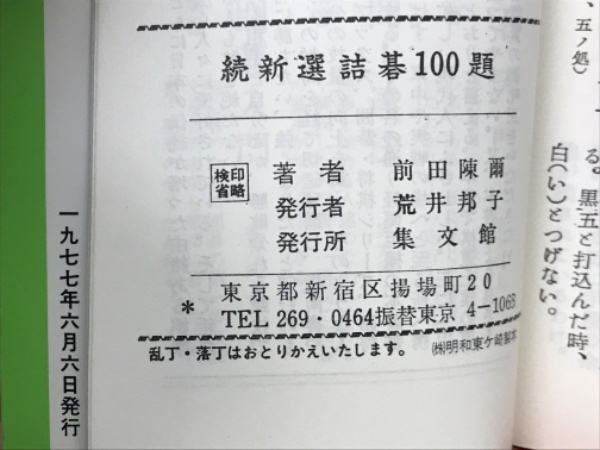 続新選詰碁100題
検印
省略
著者 前田陳爾
発行者 荒井邦子
発行所 集文館
東京都新宿区揚場町20
* TEL 269・0464振替東京 4-1063
乱丁・落丁はおとりかえいたします。 ㈱明和東ケ崎製本
一九七七年六月六日発行
、五ノ処)
る。黒五と打込んだ時、
白(い)とつげない。